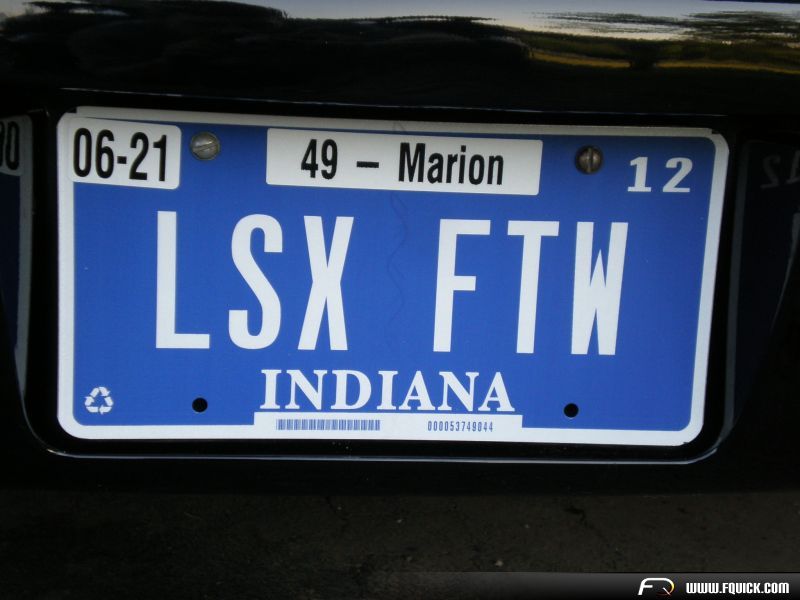 06-21 49 - Marion 12
LSX FTW
INDIANA
000053749044
WWW.FQUICK.COM